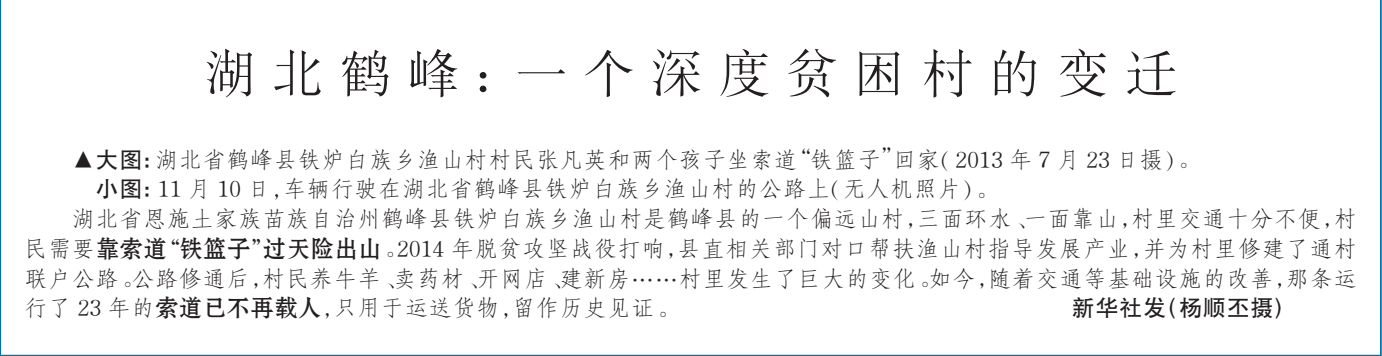 湖北鹤峰:一个深度贫困村的变迁
▲大图:湖北省鹤峰县铁炉白族乡渔山村村民张凡英和两个孩子坐索道“铁篮子”回家(2013年7月23日摄)。
小图:11月10日,车辆行驶在湖北省鹤峰县铁炉白族乡渔山村的公路上(无人机照片)。
湖北省恩施土家族苗族自治州鹤峰县铁炉白族乡渔山村是鹤峰县的一个偏远山村,三面环水、一面靠山,村里交通十分不便,村
民需要靠索道“铁篮子”过天险出山。2014年脱贫攻坚战役打响,县直相关部门对口帮扶渔山村指导发展产业,并为村里修建了通村
联户公路。公路修通后,村民养牛羊、卖药材、开网店、建新房……村里发生了巨大的变化。如今,随着交通等基础设施的改善,那条运
行了23年的索道已不再载人,只用于运送货物,留作历史见证。 新华社发(杨顺丕摄)